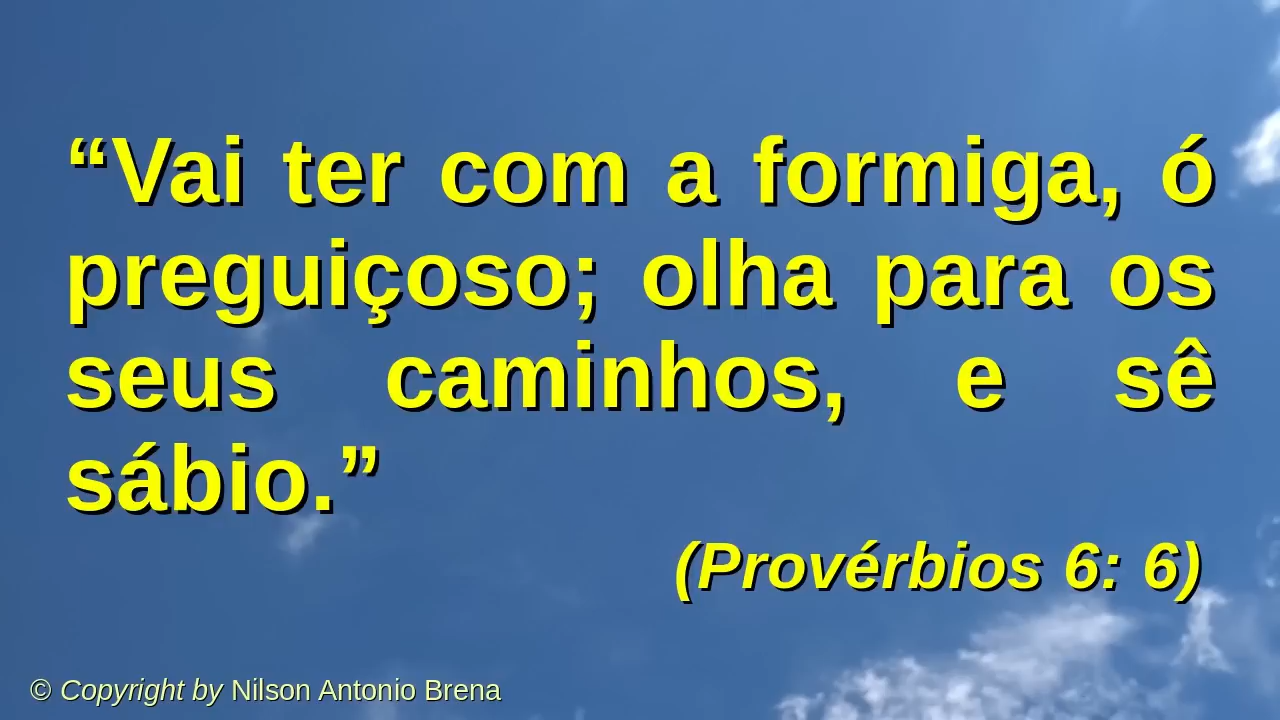 “Vai ter com a formiga, ó
preguiçoso; olha para os
seus caminhos, e sê
sábio.”
(Provérbios 6: 6)
© Copyright by Nilson Antonio Brena